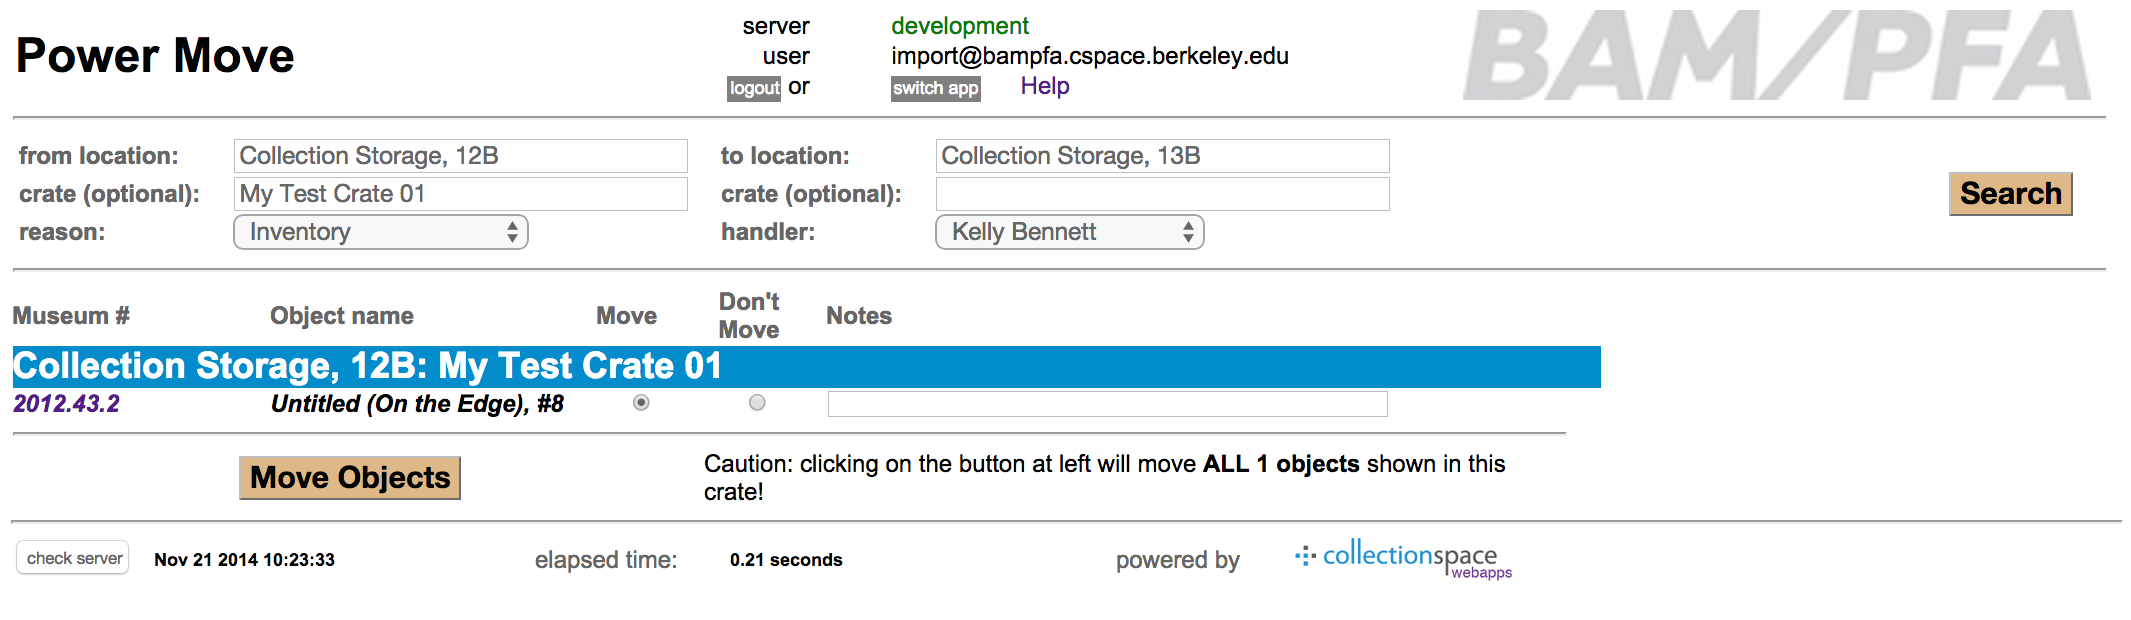 Power Move
server development
user import@bampfa.cspace.berkeley.edu
logout or switch app Help
BAM/PFA
from location: Collection Storage, 12B to location: Collection Storage, 13B
crate (optional): My Test Crate 01 crate (optional):
Search
reason: Inventory handler: Kelly Bennett
Museum # Object name Move Don't Move Notes
Collection Storage, 12B: My Test Crate 01
2012.43.2 Untitled (On the Edge), #8
Move Objects
Caution: clicking on the button at left will move ALL 1 objects shown in this
crate!
check server Nov 21 2014 10:23:33 elapsed time: 0.21 seconds powered by collectionspace
webapps